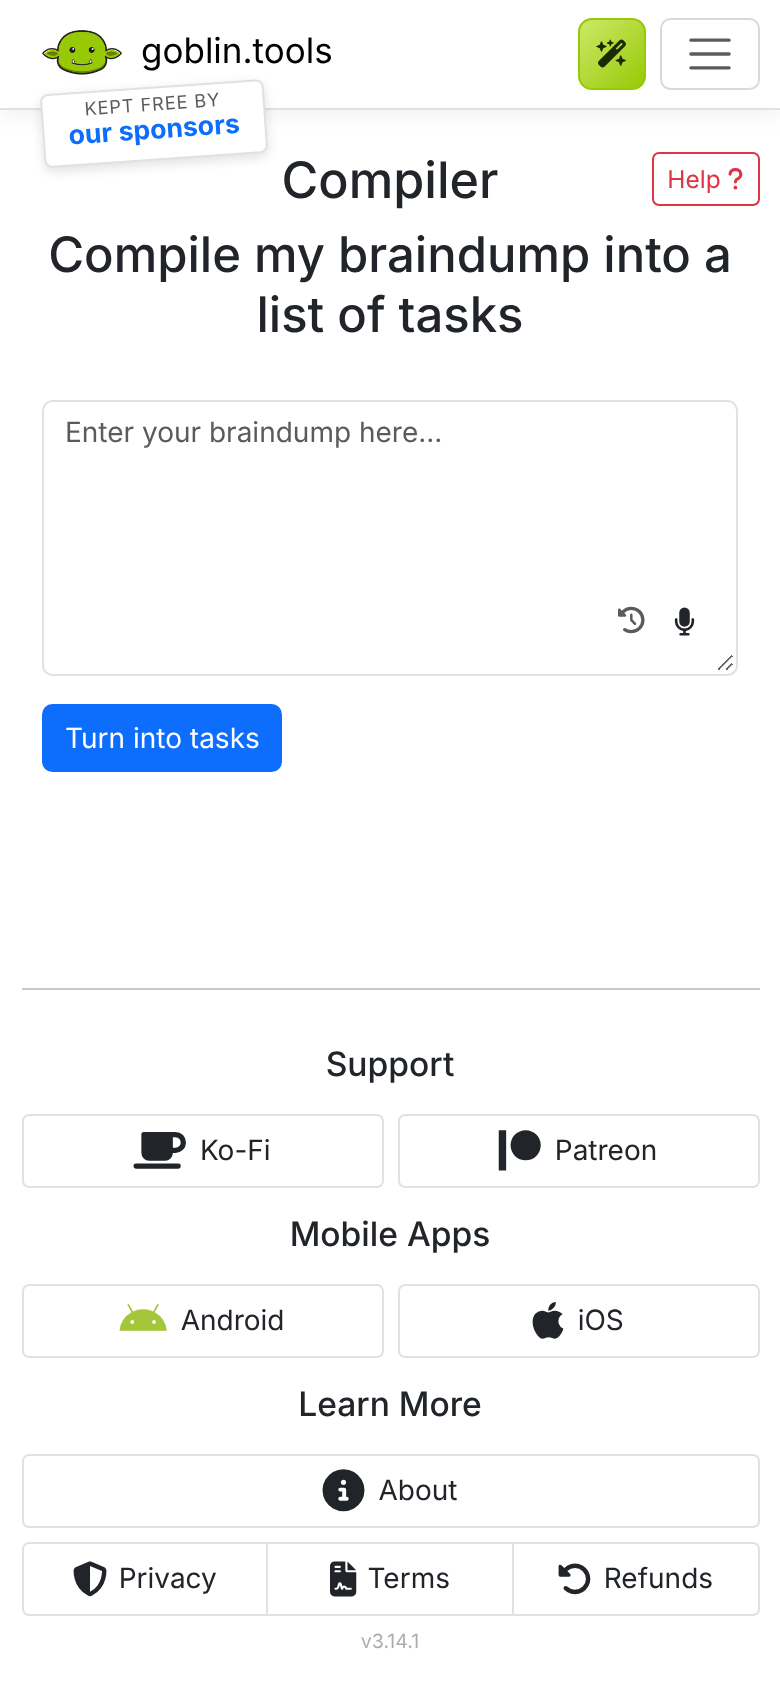 goblin.tools
KEPT FREE BY
our sponsors
Compiler
Help ?
Compile my braindump into a
list of tasks
Enter your braindump here...
Turn into tasks
Support
Ko-Fi
Patreon
Mobile Apps
Android
iOS
Learn More
About
Privacy
Terms
Refunds
v3.14.1